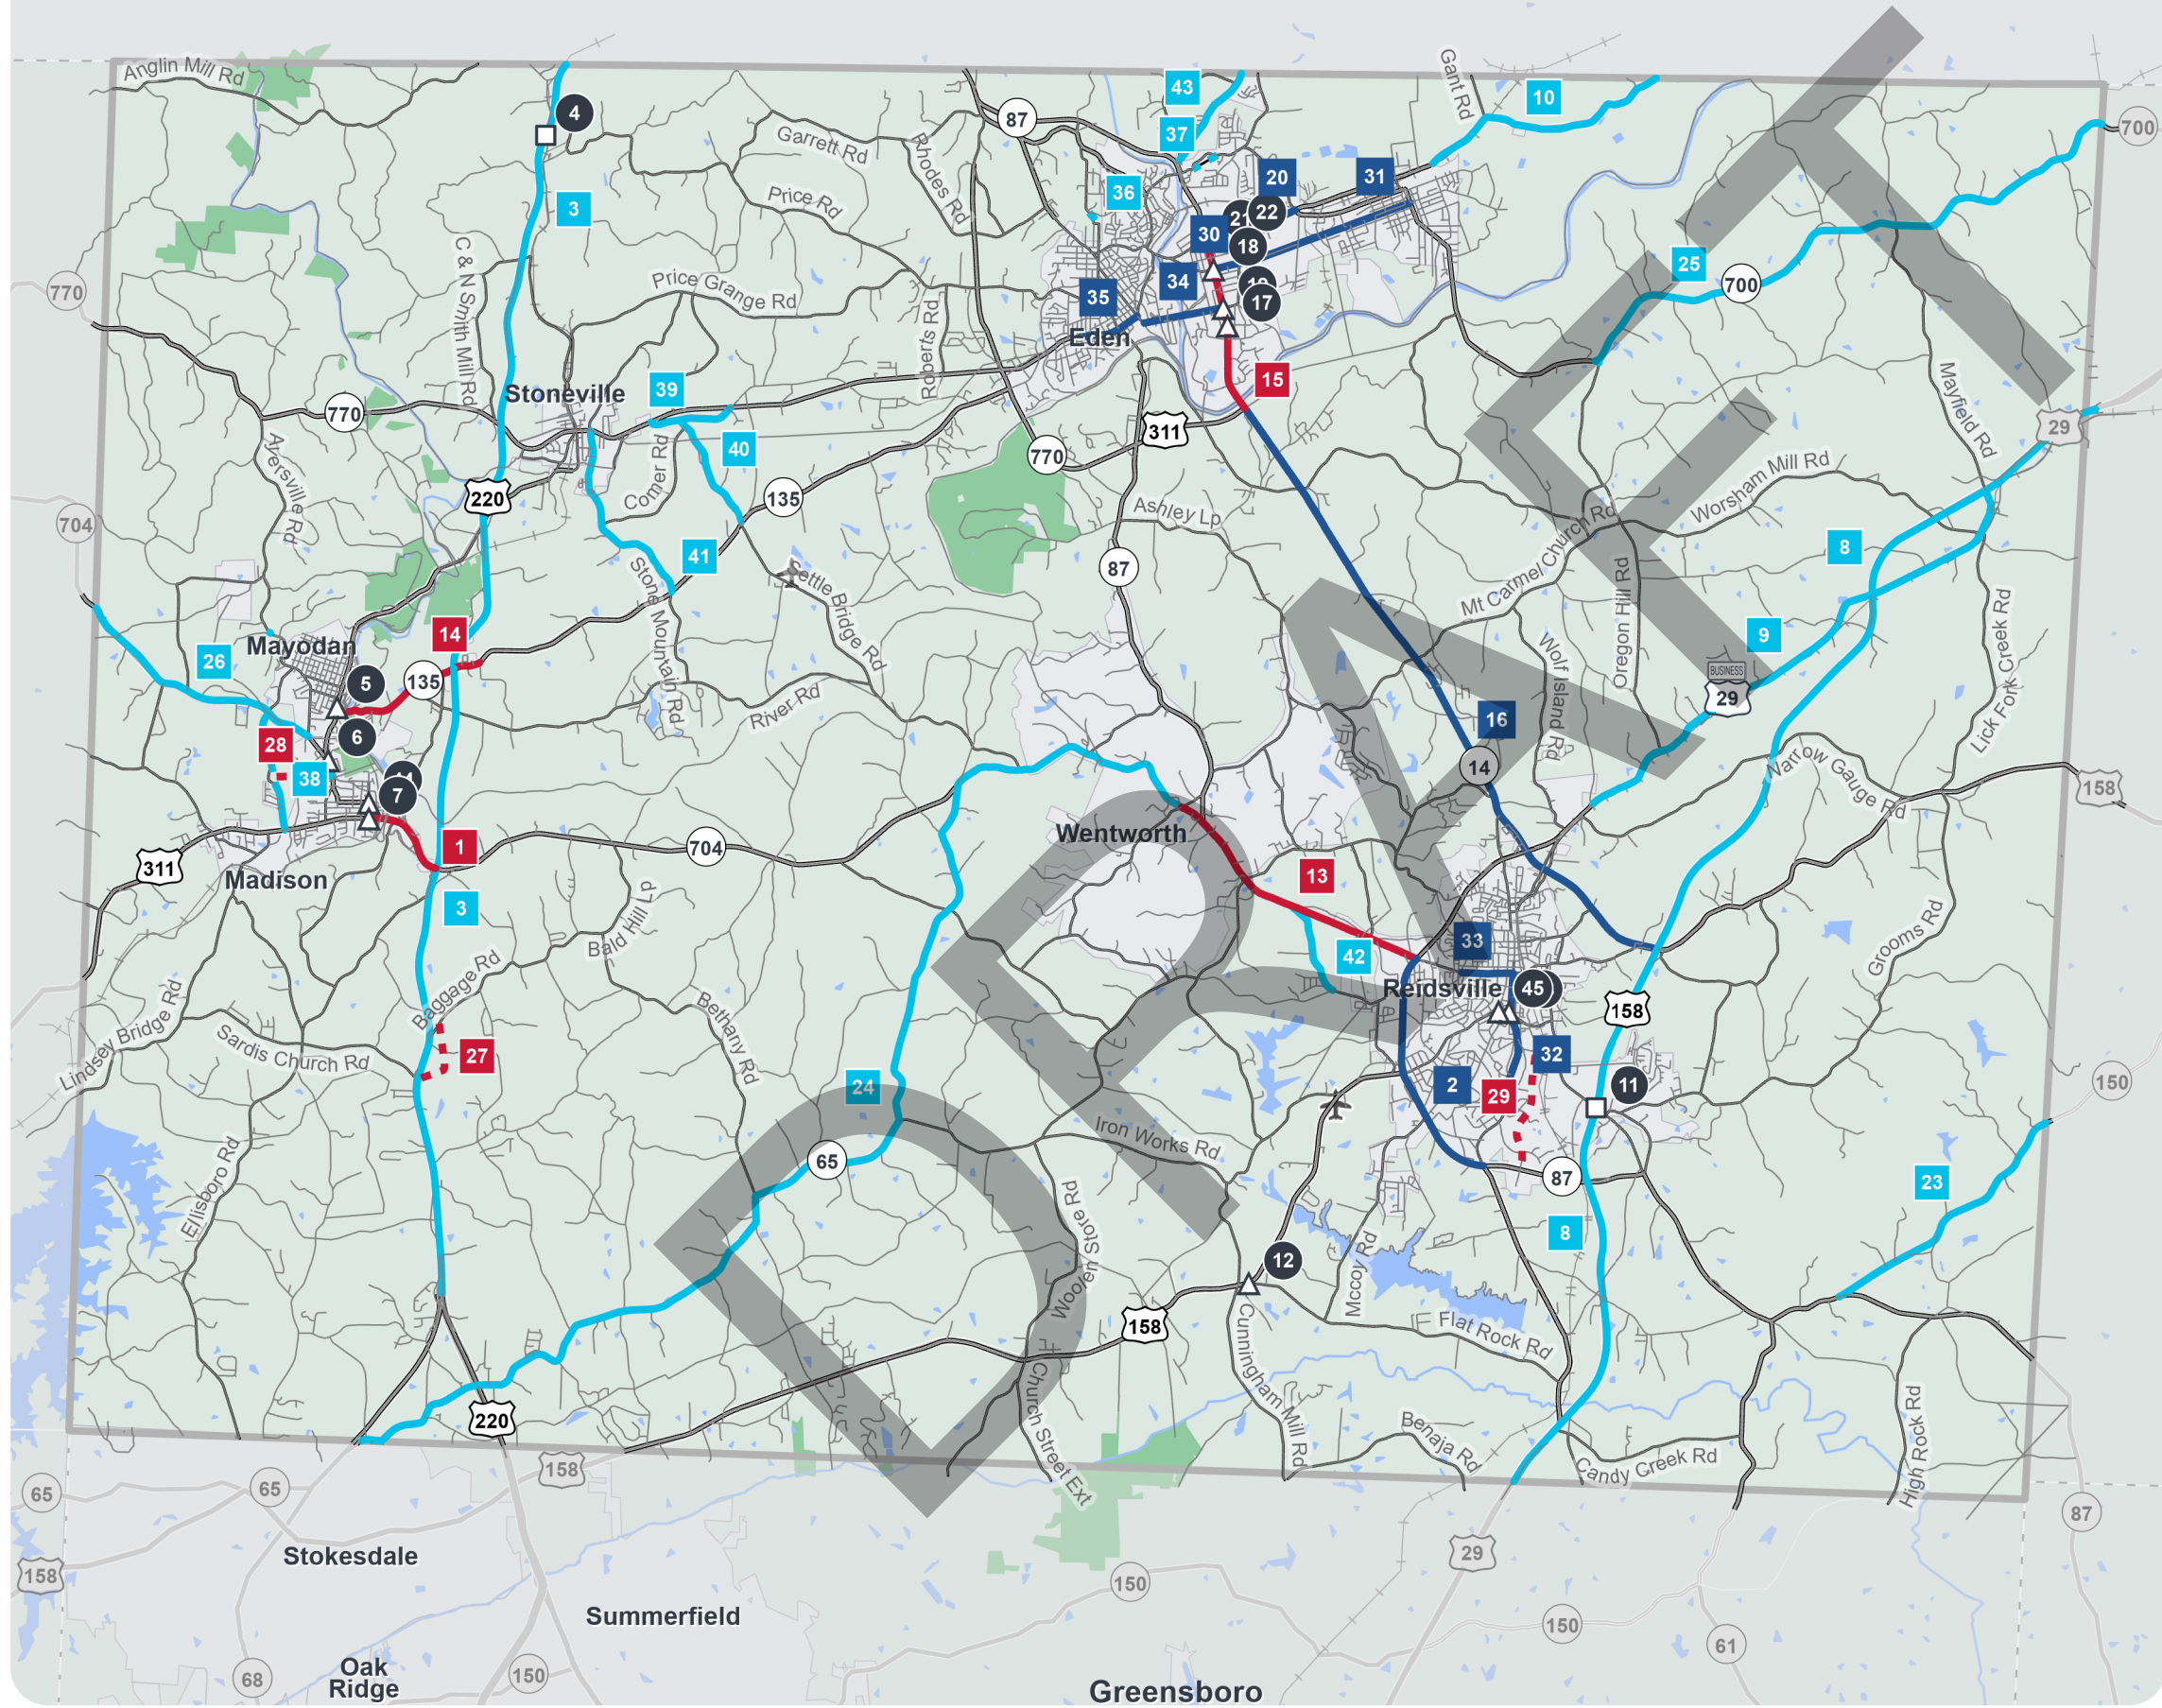 Anglin Mill Rd
4
43
10
Gant Rd
87
700
37
Garrett Rd
Rhodes Rd
36
20
31
3
Price Rd
22
30
18
C & N Smith Mill Rd
25
770
Price Grange Rd
34
700
35
17
Roberts Rd
Eden
15
Stoneville
39
Mayfield Rd
770
29
311
Ayersville Rd
40
Comer Rd
770
Worsham Mill Rd
220
135
704
Ashley Lp
Mt Carmel Church Rd
8
41
87
Settle Bridge Rd
Stone Mountain Rd
Oregon Hill Rd
Lick Fork Creek Rd
14
9
Mayodan
26
Wolf Island Rd
5
135
BUSINESS
29
River Rd
16
28
6
14
Narrow Gauge Rd
38
158
7
Wentworth
1
704
311
13
Madison
3
Bald Hill Lp
33
42
Grooms Rd
Baggage Rd
Reidsville
45
Lindsey Bridge Rd
Bethany Rd
158
Sardis Church Rd
27
32
24
2
29
11
150
Iron Works Rd
65
87
Ellisboro Rd
23
Woolen Store Rd
8
12
Mccoy Rd
158
Cunningham Mill Rd
Flat Rock Rd
Church Street Ext
220
Benaja Rd
High Rock Rd
158
Candy Creek Rd
65
65
87
Stokesdale
29
158
150
Summerfield
150
61
Oak
Ridge
68
150
Greensboro
DRAFT